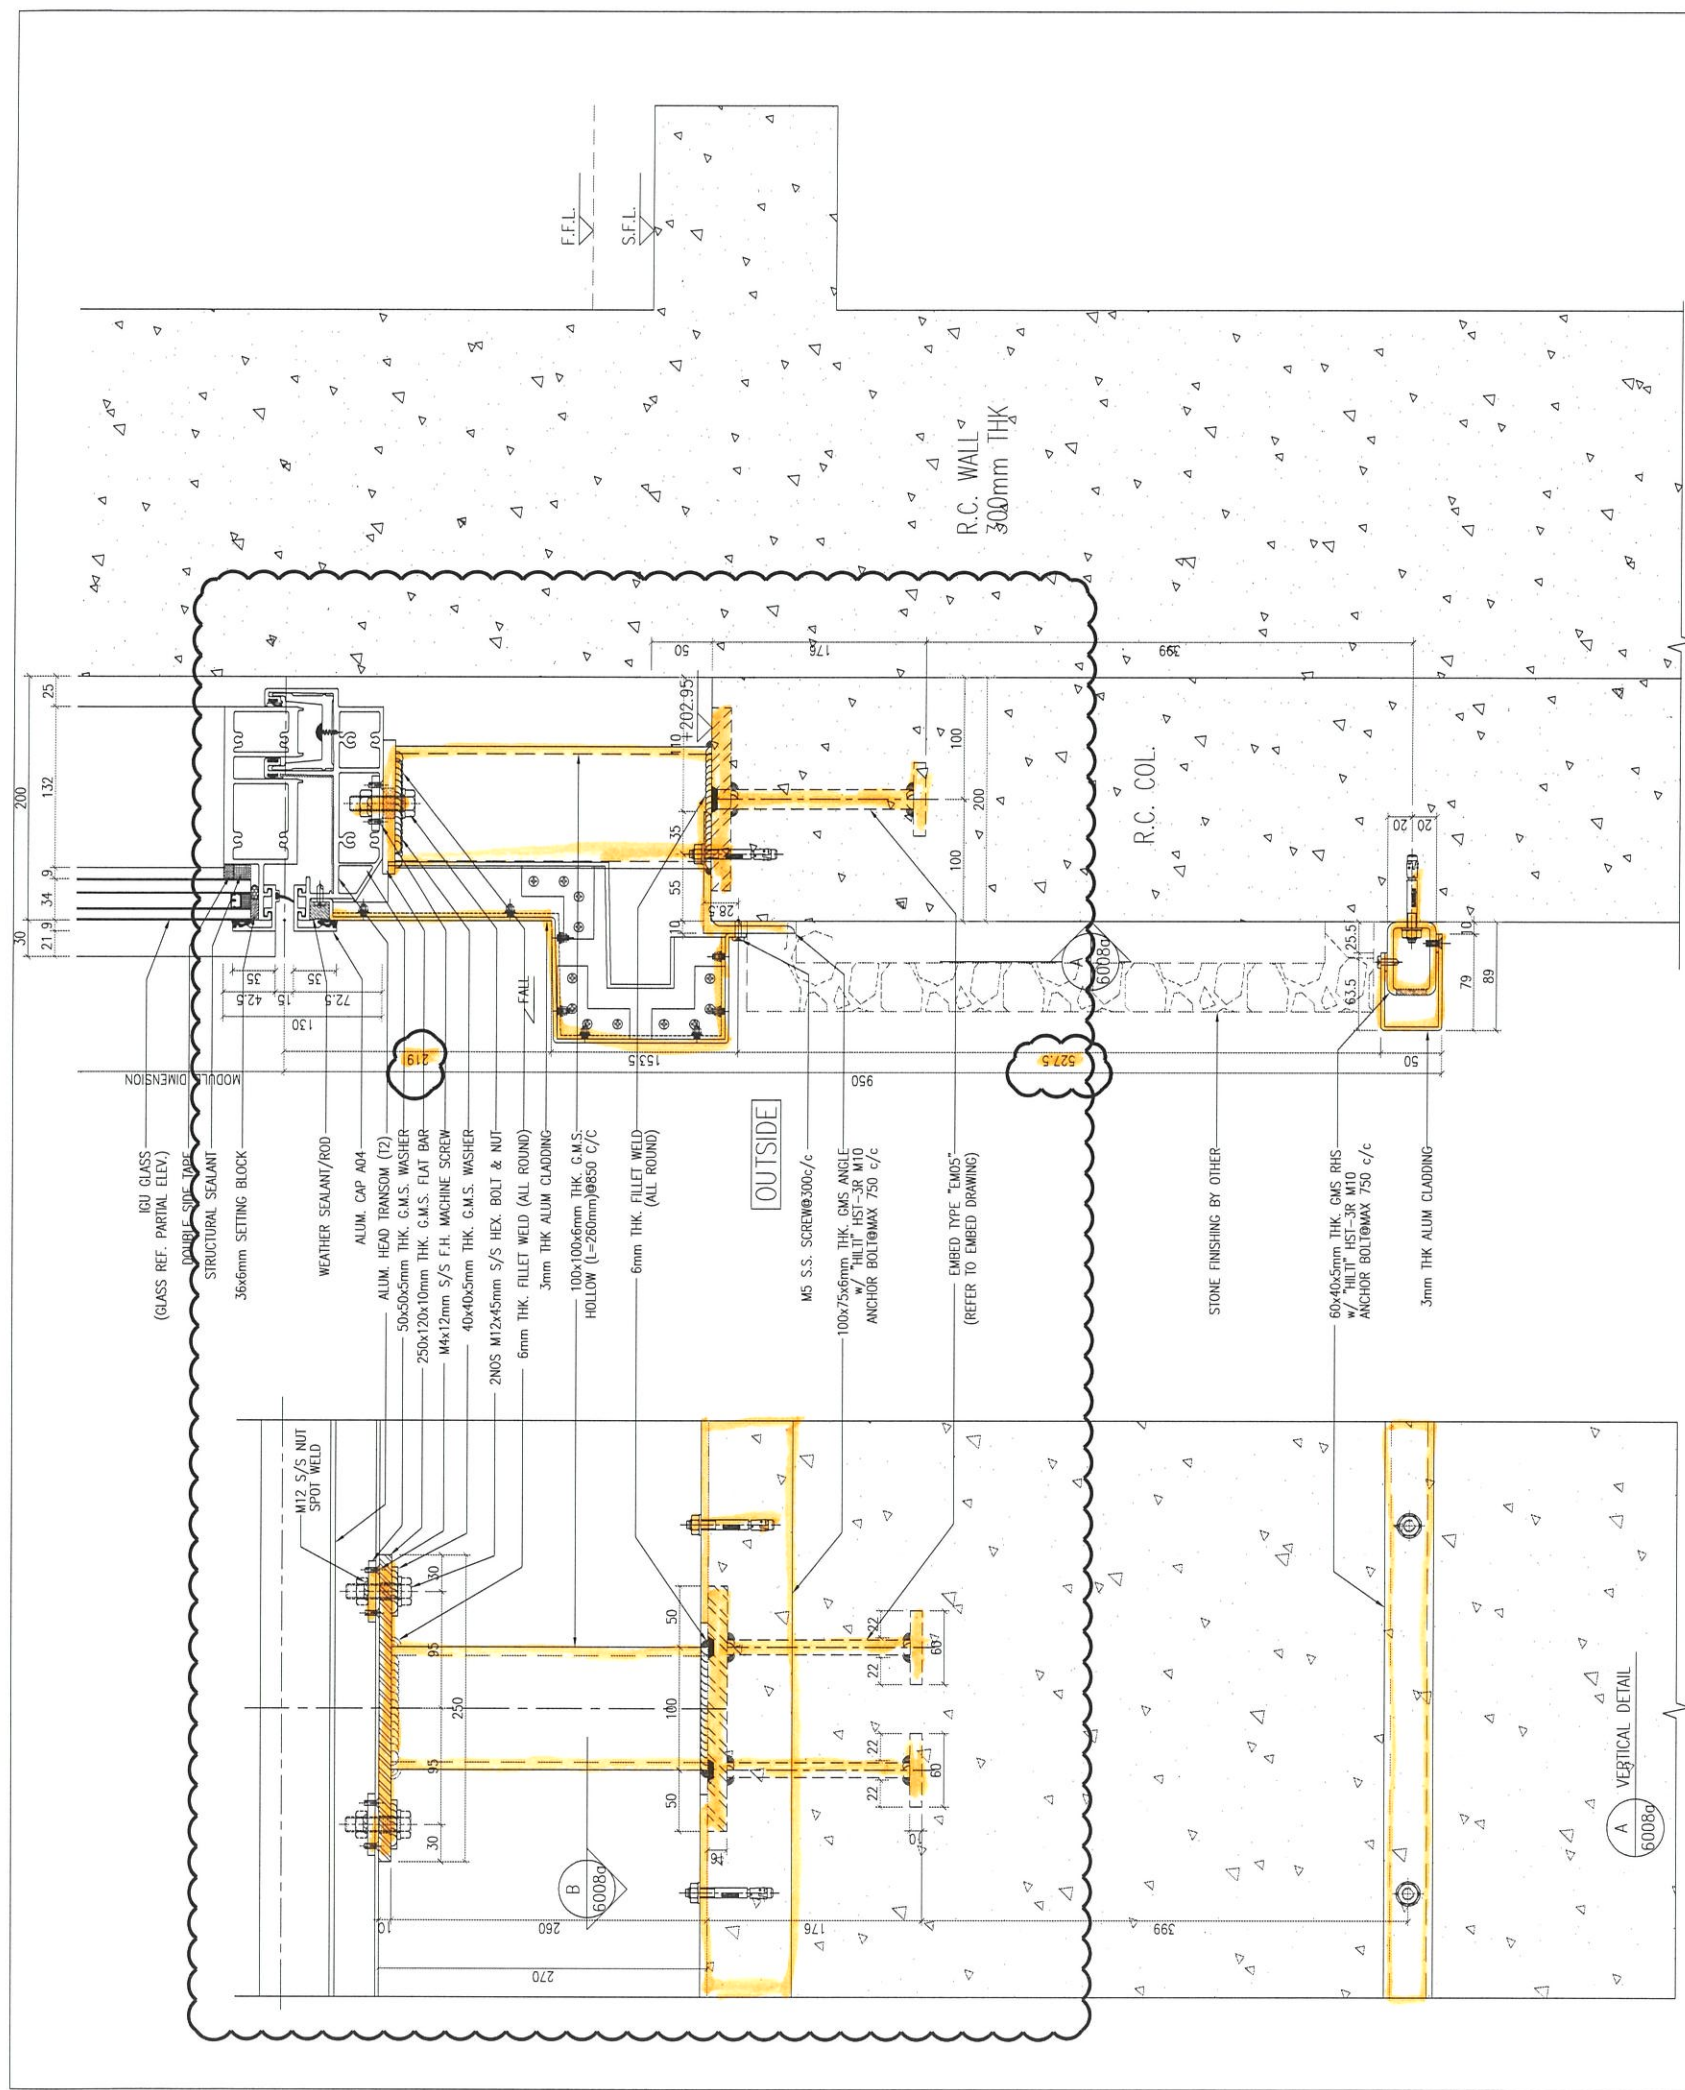 F.F.L.
S.F.L.
R.C. WALL
300mm THK
R.C. COL.
200
25
132
9
34
9
30
21
35
42.5
15
35
72.5
130
MODULE DIMENSION
219
153.5
527.5
950
50
FALL
28.5
10
55
35
110
+202.95
50
176
399
100
100
200
A
6008a
20
20
25.5
63.5
10
79
89
OUTSIDE
IGU GLASS
(GLASS REF. PARTIAL ELEV.)
DOUBLE SIDE TAPE
STRUCTURAL SEALANT
36x6mm SETTING BLOCK
WEATHER SEALANT/ROD
ALUM. CAP A04
ALUM. HEAD TRANSOM (T2)
50x50x5mm THK. G.M.S. WASHER
250x120x10mm THK. G.M.S. FLAT BAR
M4x12mm S/S F.H. MACHINE SCREW
40x40x5mm THK. G.M.S. WASHER
2NOS M12x45mm S/S HEX. BOLT & NUT
6mm THK. FILLET WELD (ALL ROUND)
3mm THK ALUM CLADDING
100x100x6mm THK. G.M.S.
HOLLOW (L=260mm)@850 C/C
6mm THK. FILLET WELD
(ALL ROUND)
M5 S.S. SCREW@300c/c
100x75x6mm THK. GMS ANGLE
w/ "HILTI" HST-3R M10
ANCHOR BOLT@MAX 750 c/c
EMBED TYPE "EM05"
(REFER TO EMBED DRAWING)
STONE FINISHING BY OTHER
60x40x5mm THK. GMS RHS
w/ "HILTI" HST-3R M10
ANCHOR BOLT@MAX 750 c/c
3mm THK ALUM CLADDING
M12 S/S NUT
SPOT WELD
30
95
250
95
30
50
100
50
22
22
60
22
22
60
10
16
10
260
270
176
399
B
6008a
A
6008a
VERTICAL DETAIL